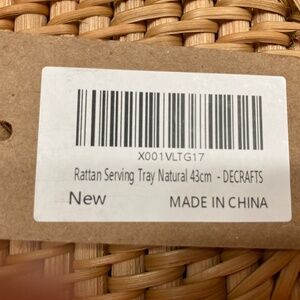 X001VLTG17
Rattan Serving Tray Natural 43cm - DECRAFTS
New MADE IN CHINA